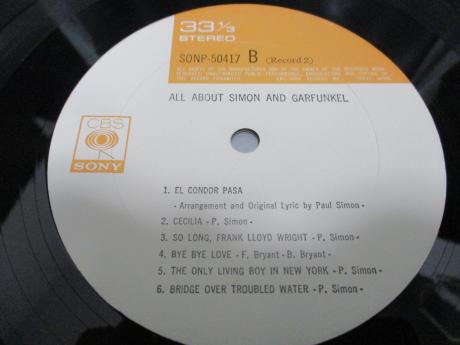 33 1/3
STEREO
SONP-50417 B (Record 2)
ALL ABOUT SIMON AND GARFUNKEL
CBS
SONY
1. EL CONDOR PASA
- Arrangement and Original Lyric by Paul Simon -
2. CECILIA - P. Simon -
3. SO LONG, FRANK LLOYD WRIGHT - P. Simon -
4. BYE BYE LOVE - F. Bryant - B. Bryant -
5. THE ONLY LIVING BOY IN NEW YORK - P. Simon -
6. BRIDGE OVER TROUBLED WATER - P. Simon -